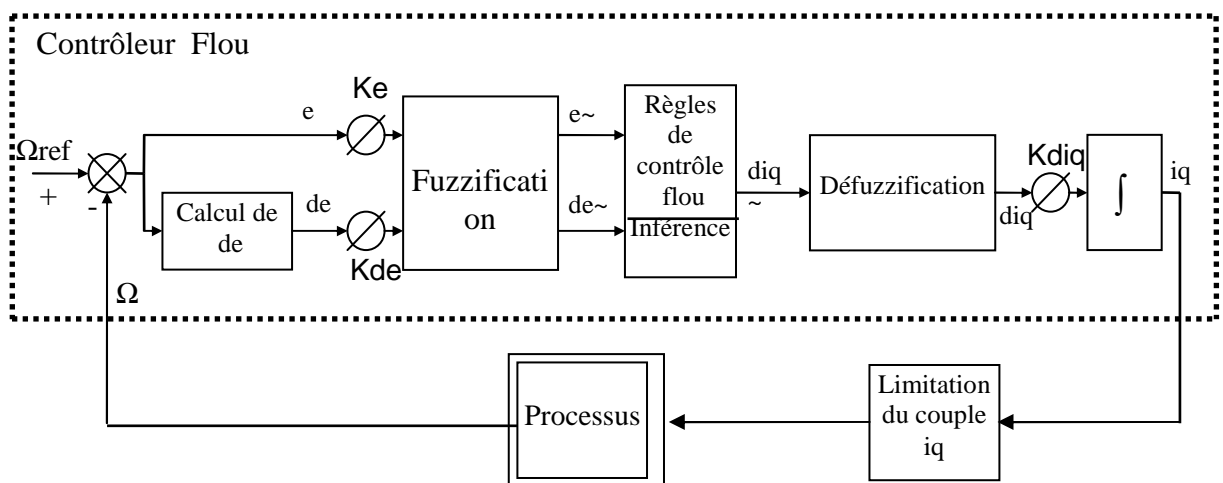 Contrôleur Flou
Ke
e
e~
Règles
de
contrôle
flou
Inférence
Ωref
+
-
Calcul de
de
de
Kde
Fuzzificati
on
de~
diq
~
Défuzzification
Kdiq
diq
∫
iq
Ω
Processus
Limitation
du couple
iq